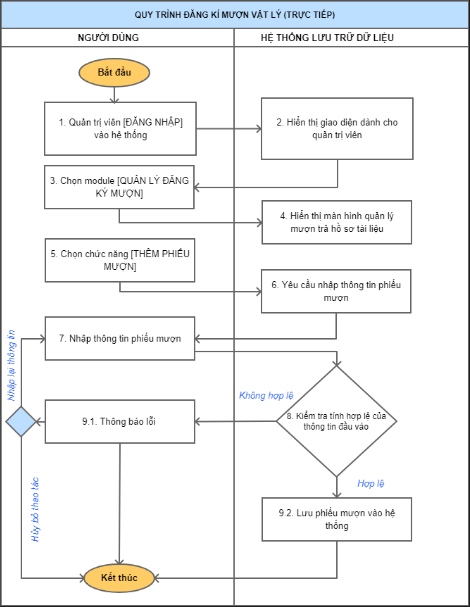 QUY TRÌNH ĐĂNG KÍ MƯỢN VẬT LÝ (TRỰC TIẾP)
NGƯỜI DÙNG
HỆ THỐNG LƯU TRỮ DỮ LIỆU
Bắt đầu
1. Quản trị viên [ĐĂNG NHẬP]
vào hệ thống
2. Hiển thị giao diện dành cho
quản trị viên
3. Chọn module [QUẢN LÝ ĐĂNG
KÝ MƯỢN]
4. Hiển thị màn hình quản lý
mượn trả hồ sơ tài liệu
5. Chọn chức năng [THÊM PHIẾU
MƯỢN]
6. Yêu cầu nhập thông tin phiếu
mượn
7. Nhập thông tin phiếu mượn
Nhập lại thông tin
Không hợp lệ
8. Kiểm tra tính hợp lệ của
thông tin đầu vào
9.1. Thông báo lỗi
Hợp lệ
Hủy bỏ thao tác
9.2. Lưu phiếu mượn vào hệ
thống
Kết thúc